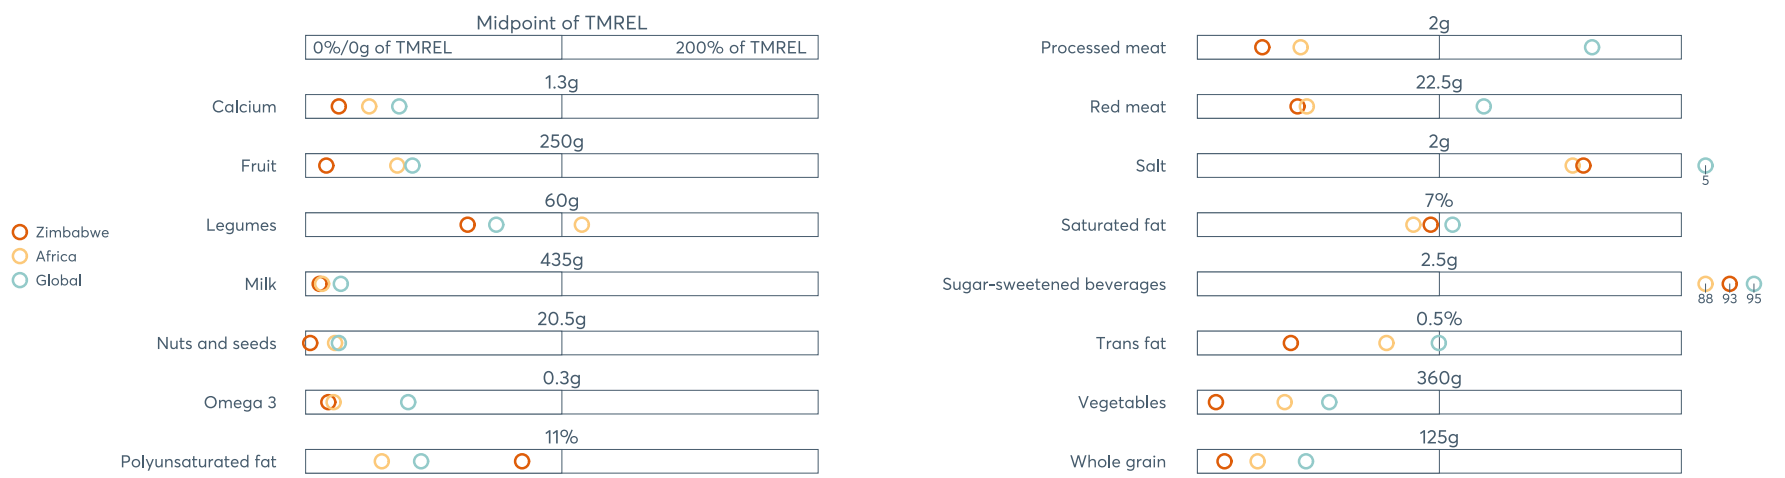 Midpoint of TMREL
0%/0g of TMREL 200% of TMREL
1.3g
Calcium
250g
Fruit
60g
Legumes
435g
Milk
20.5g
Nuts and seeds
0.3g
Omega 3
11%
Polyunsaturated fat
Zimbabwe
Africa
Global
2g
Processed meat
22.5g
Red meat
2g
Salt
5
7%
Saturated fat
2.5g
Sugar-sweetened beverages
88 93 95
0.5%
Trans fat
360g
Vegetables
125g
Whole grain